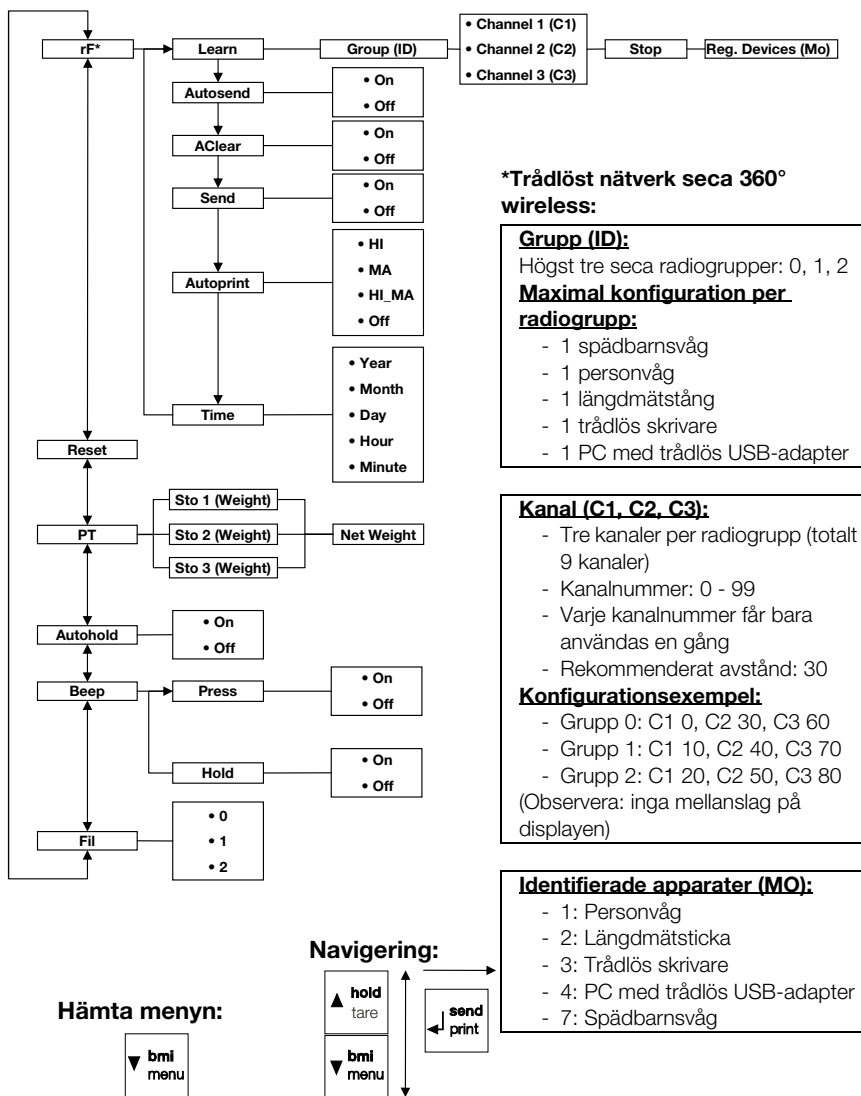 rF*
Learn
Group (ID)
• Channel 1 (C1)
• Channel 2 (C2)
• Channel 3 (C3)
Stop
Reg. Devices (Mo)
Autosend
• On
• Off
AClear
• On
• Off
Send
• On
• Off
Autoprint
• HI
• MA
• HI_MA
• Off
Time
• Year
• Month
• Day
• Hour
• Minute
Reset
PT
Sto 1 (Weight)
Sto 2 (Weight)
Sto 3 (Weight)
Net Weight
Autohold
• On
• Off
Beep
Press
• On
• Off
Hold
• On
• Off
Fil
• 0
• 1
• 2
*Trådlöst nätverk seca 360°
wireless:
Grupp (ID):
Högst tre seca radiogrupper: 0, 1, 2
Maximal konfiguration per
radiogrupp:
- 1 spädbarnsvåg
- 1 personvåg
- 1 längdmätstång
- 1 trådlös skrivare
- 1 PC med trådlös USB-adapter
Kanal (C1, C2, C3):
- Tre kanaler per radiogrupp (totalt
9 kanaler)
- Kanalnummer: 0 - 99
- Varje kanalnummer får bara
användas en gång
- Rekommenderat avstånd: 30
Konfigurationsexempel:
- Grupp 0: C1 0, C2 30, C3 60
- Grupp 1: C1 10, C2 40, C3 70
- Grupp 2: C1 20, C2 50, C3 80
(Observera: inga mellanslag på
displayen)
Identifierade apparater (MO):
- 1: Personvåg
- 2: Längdmätsticka
- 3: Trådlös skrivare
- 4: PC med trådlös USB-adapter
- 7: Spädbarnsvåg
Navigering:
hold
tare
bmi
menu
send
print
Hämta menyn:
bmi
menu